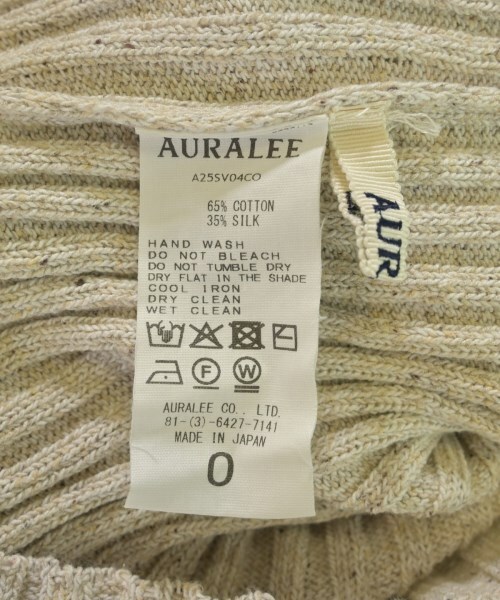 AURALEE
A25SV04CO
65% COTTON
35% SILK
HAND WASH
DO NOT BLEACH
DO NOT TUMBLE DRY
DRY FLAT IN THE SHADE
COOL IRON
DRY CLEAN
WET CLEAN
F W
AURALEE CO., LTD.
81-(3)-6427-7141
MADE IN JAPAN
0
AUR